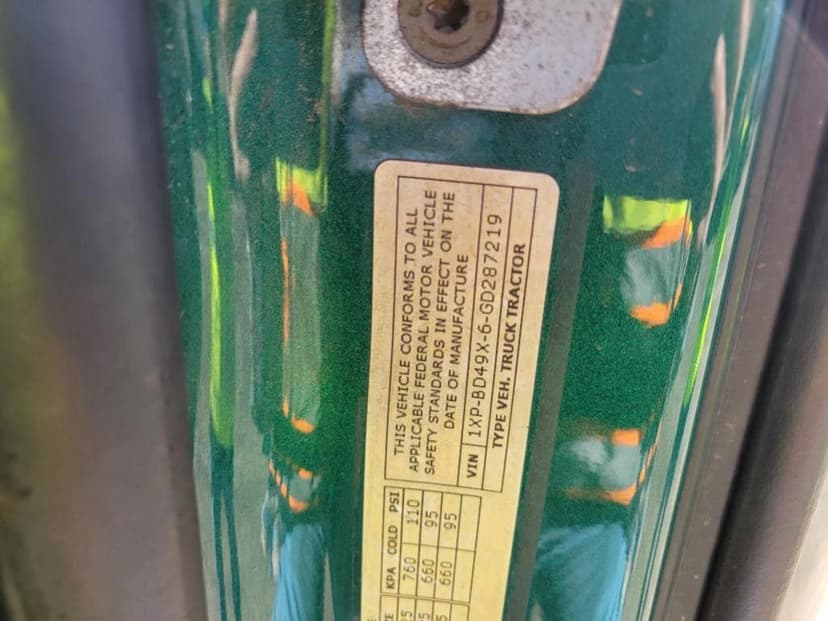 THIS VEHICLE CONFORMS TO ALL
APPLICABLE FEDERAL MOTOR VEHICLE
SAFETY STANDARDS IN EFFECT ON THE
DATE OF MANUFACTURE
VIN 1XP-BD49X-6-GD287219
TYPE VEH. TRUCK TRACTOR
KPA COLD PSI
760 110
660 95
660 95